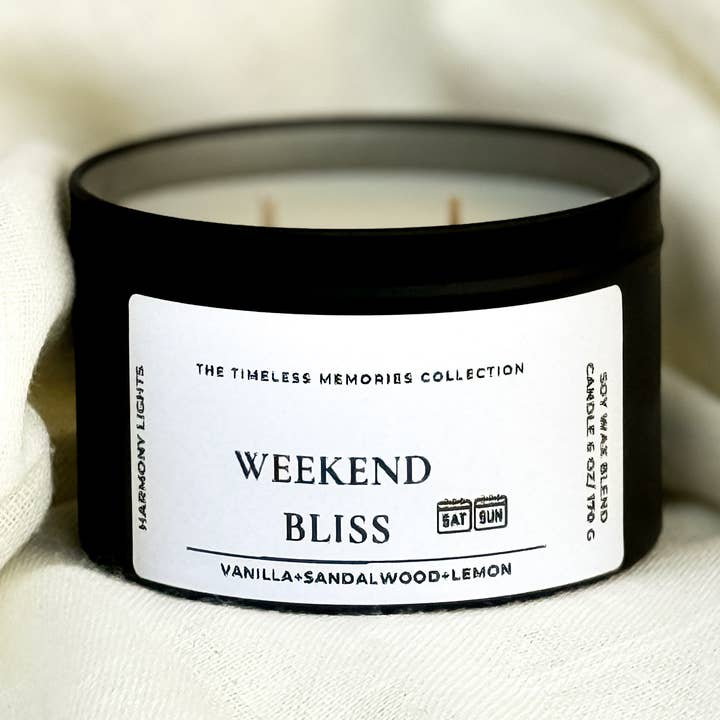 THE TIMELESS MEMORIES COLLECTION
HARMONY LIGHTS
WEEKEND
BLISS
SAT SUN
VANILLA+SANDALWOOD+LEMON
SOY WAX BLEND
CANDLE 6 OZ/ 170 G